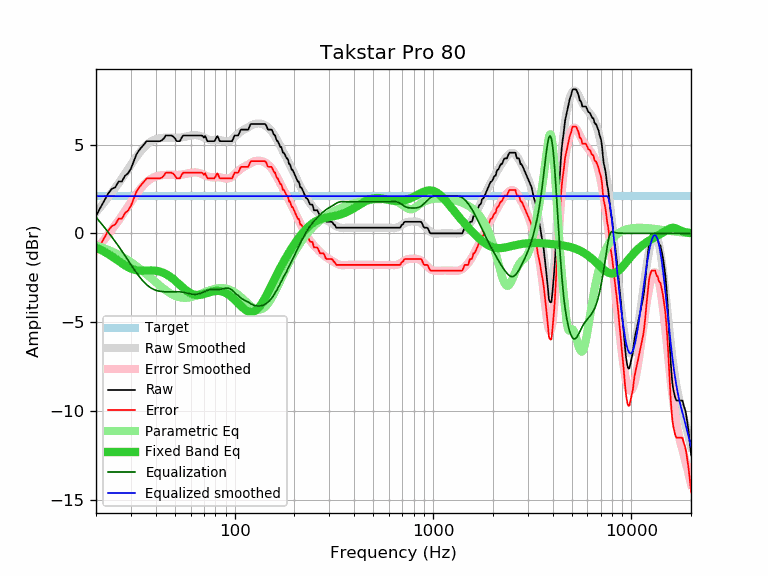 Takstar Pro 80
Amplitude (dBr)
5
0
−5
−10
−15
Target
Raw Smoothed
Error Smoothed
Raw
Error
Parametric Eq
Fixed Band Eq
Equalization
Equalized smoothed
100
1000
10000
Frequency (Hz)